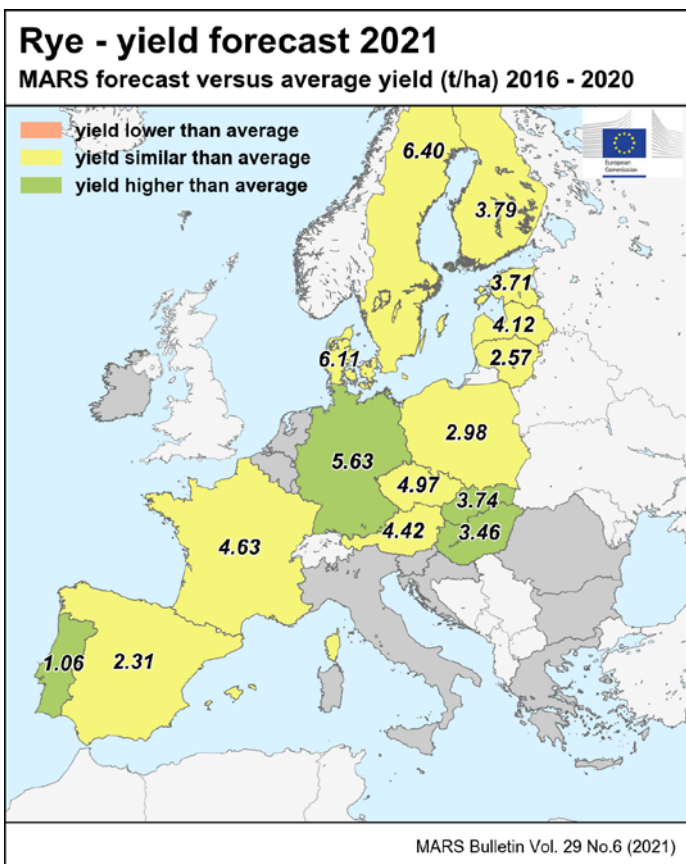 Rye - yield forecast 2021
MARS forecast versus average yield (t/ha) 2016 - 2020
yield lower than average
yield similar than average
yield higher than average
European
Commission
6.40
3.79
3.71
4.12
2.57
6.11
2.98
5.63
4.97
3.74
4.42
3.46
4.63
1.06
2.31
MARS Bulletin Vol. 29 No.6 (2021)